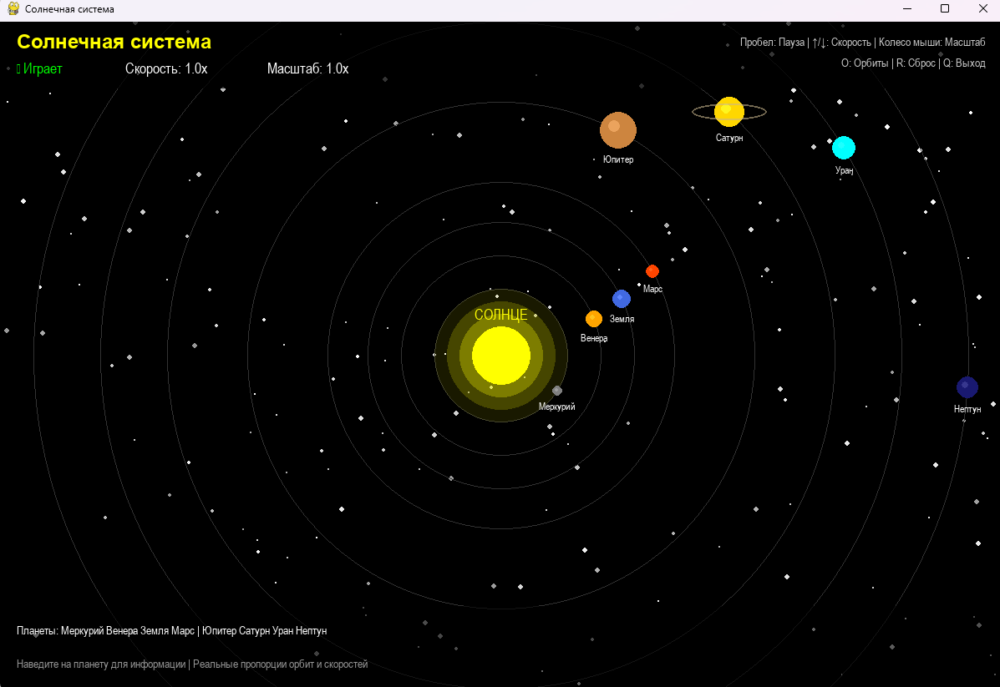 Солнечная система
Солнечная система
Играет Скорость: 1.0x Масштаб: 1.0x
Пробел: Пауза | ↑/↓: Скорость | Колесо мыши: Масштаб
O: Орбиты | R: Сброс | Q: Выход
Сатурн
Юпитер
Уран
Марс
СОЛНЦЕ
Земля
Венера
Меркурий
Нептун
Планеты: Меркурий Венера Земля Марс | Юпитер Сатурн Уран Нептун
Наведите на планету для информации | Реальные пропорции орбит и скоростей